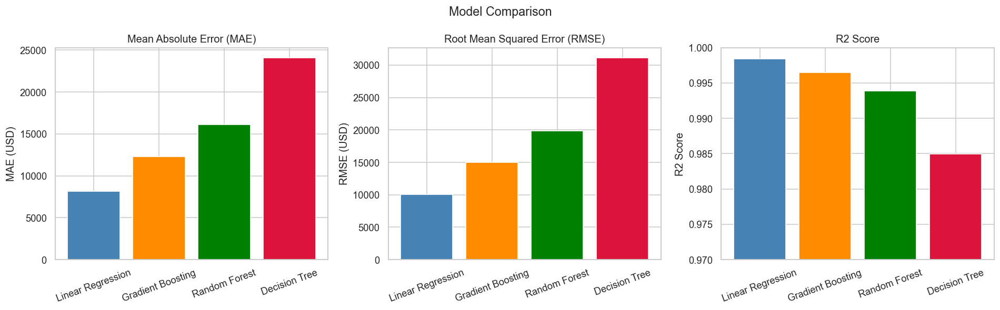 Model Comparison
Mean Absolute Error (MAE)
MAE (USD)
25000
20000
15000
10000
5000
0
Linear Regression
Gradient Boosting
Random Forest
Decision Tree
Root Mean Squared Error (RMSE)
RMSE (USD)
30000
25000
20000
15000
10000
5000
0
Linear Regression
Gradient Boosting
Random Forest
Decision Tree
R2 Score
R2 Score
1.000
0.995
0.990
0.985
0.980
0.975
0.970
Linear Regression
Gradient Boosting
Random Forest
Decision Tree